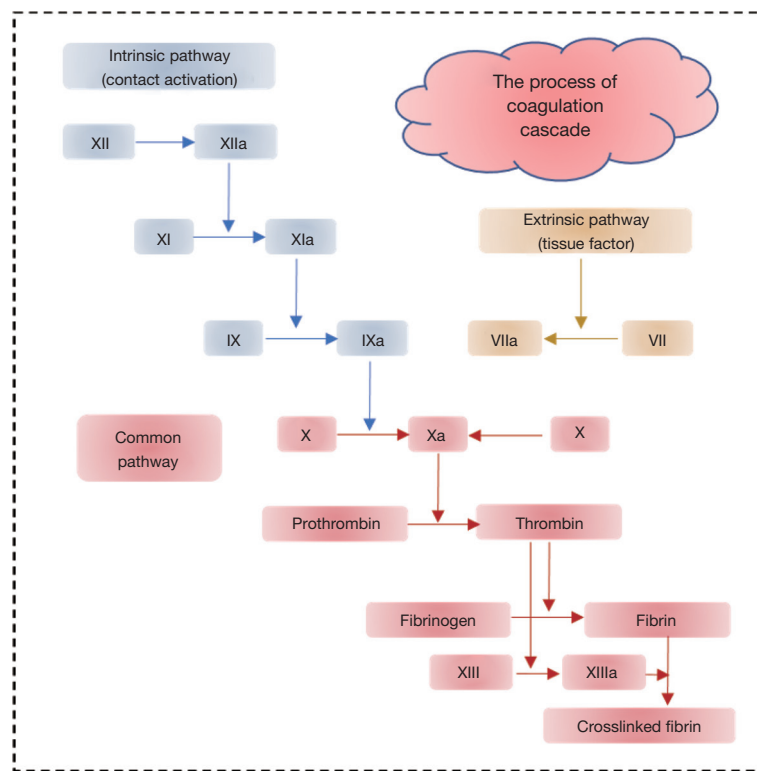 Intrinsic pathway
(contact activation)
The process of
coagulation
cascade
XII
XIIa
XI
XIa
Extrinsic pathway
(tissue factor)
IX
IXa
VIIa
VII
Common
pathway
X
Xa
X
Prothrombin
Thrombin
Fibrinogen
Fibrin
XIII
XIIIa
Crosslinked fibrin